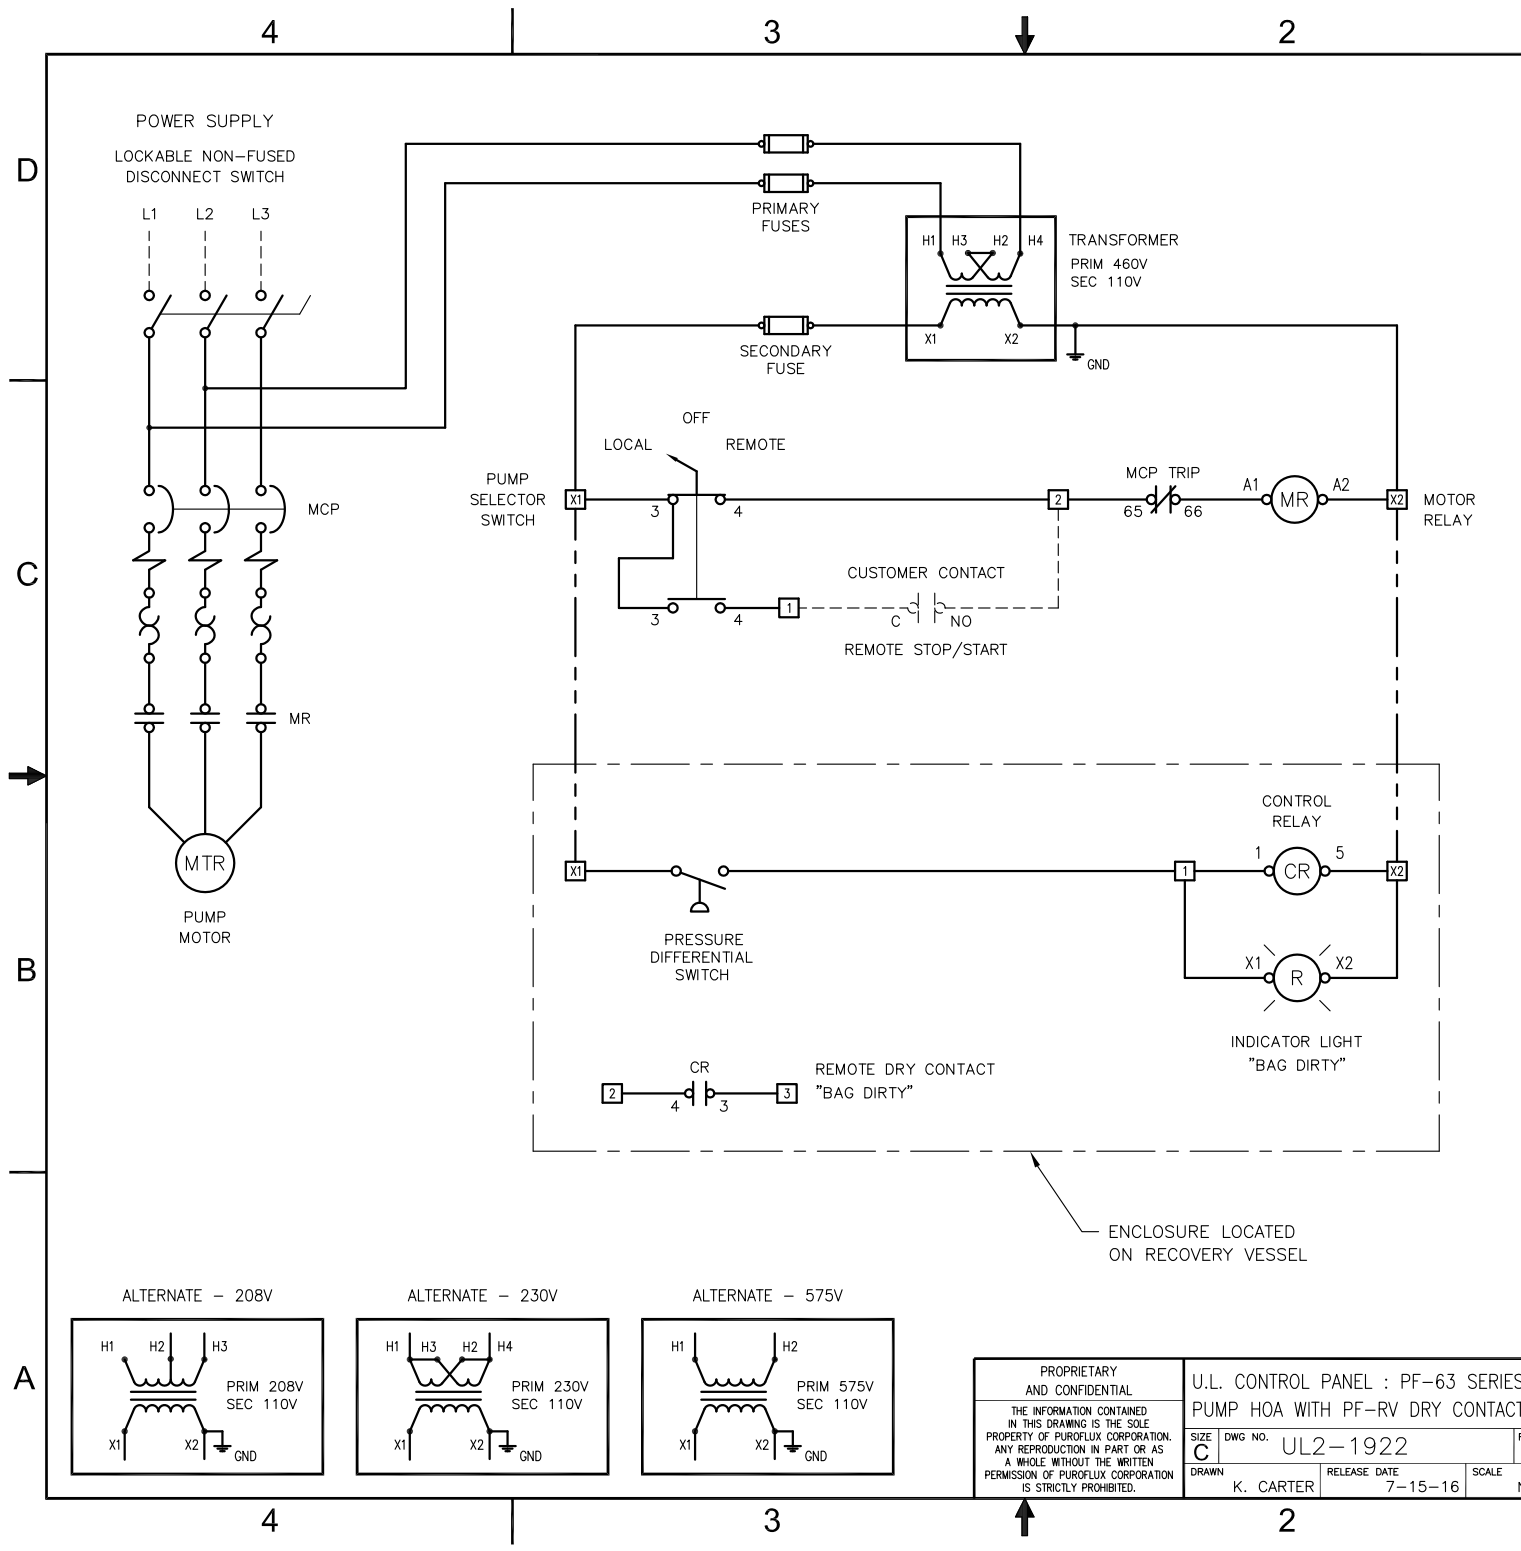 4
3
2
D
POWER SUPPLY
LOCKABLE NON-FUSED
DISCONNECT SWITCH
L1
L2
L3
PRIMARY
FUSES
H1
H3
H2
H4
TRANSFORMER
PRIM 460V
SEC 110V
X1
X2
GND
SECONDARY
FUSE
OFF
LOCAL
REMOTE
PUMP
SELECTOR
SWITCH
X1
3
4
2
MCP TRIP
65
66
A1
MR
A2
X2
MOTOR
RELAY
MCP
C
CUSTOMER CONTACT
3
4
1
C
NO
REMOTE STOP/START
MR
MTR
PUMP
MOTOR
CONTROL
RELAY
X1
1
1
CR
5
X2
PRESSURE
DIFFERENTIAL
SWITCH
B
X1
R
X2
INDICATOR LIGHT
"BAG DIRTY"
CR
2
4
3
3
REMOTE DRY CONTACT
"BAG DIRTY"
ENCLOSURE LOCATED
ON RECOVERY VESSEL
A
ALTERNATE - 208V
H1
H2
H3
PRIM 208V
SEC 110V
X1
X2
GND
ALTERNATE - 230V
H1
H3
H2
H4
PRIM 230V
SEC 110V
X1
X2
GND
ALTERNATE - 575V
H1
H2
PRIM 575V
SEC 110V
X1
X2
GND
PROPRIETARY
AND CONFIDENTIAL
THE INFORMATION CONTAINED
IN THIS DRAWING IS THE SOLE
PROPERTY OF PUROFLUX CORPORATION.
ANY REPRODUCTION IN PART OR AS
A WHOLE WITHOUT THE WRITTEN
PERMISSION OF PUROFLUX CORPORATION
IS STRICTLY PROHIBITED.
U.L. CONTROL PANEL : PF-63 SERIES
PUMP HOA WITH PF-RV DRY CONTACT
SIZE
C
DWG NO.
UL2-1922
DRAWN
K. CARTER
RELEASE DATE
7-15-16
SCALE
4
3
2